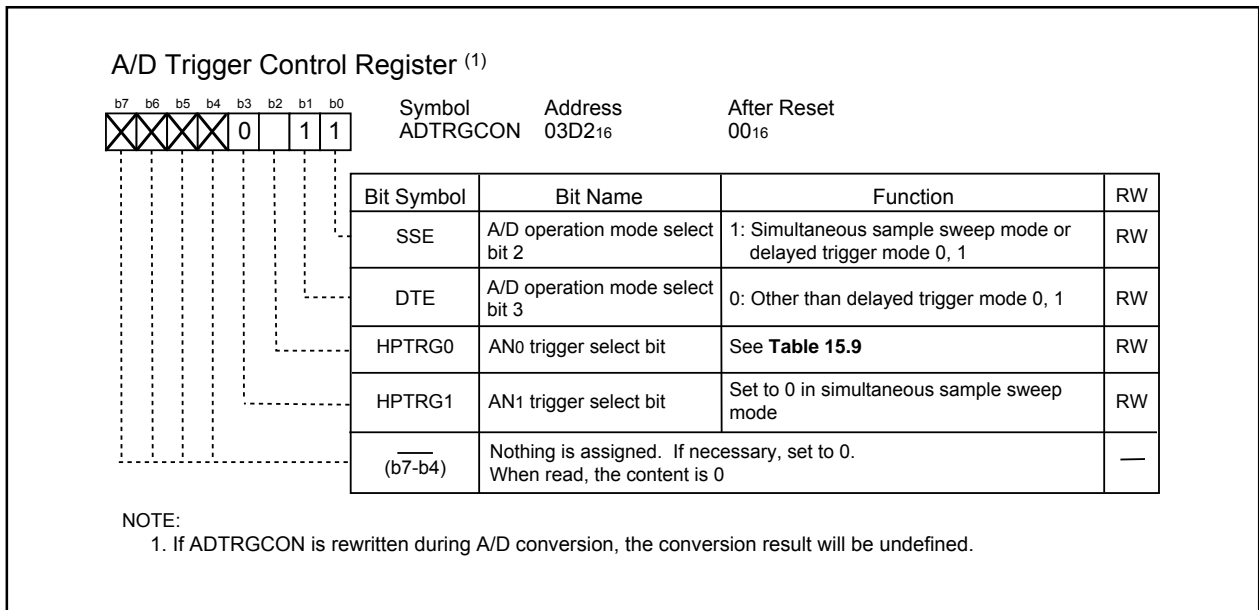 A/D Trigger Control Register (1)
b7 b6 b5 b4 b3 b2 b1 b0
0 1 1
Symbol Address After Reset
ADTRGCON 03D216 0016
Bit Symbol Bit Name Function RW
SSE A/D operation mode select bit 2 1: Simultaneous sample sweep mode or delayed trigger mode 0, 1 RW
DTE A/D operation mode select bit 3 0: Other than delayed trigger mode 0, 1 RW
HPTRG0 AN0 trigger select bit See Table 15.9 RW
HPTRG1 AN1 trigger select bit Set to 0 in simultaneous sample sweep mode RW
(b7-b4) Nothing is assigned. If necessary, set to 0.
When read, the content is 0 —
NOTE:
1. If ADTRGCON is rewritten during A/D conversion, the conversion result will be undefined.